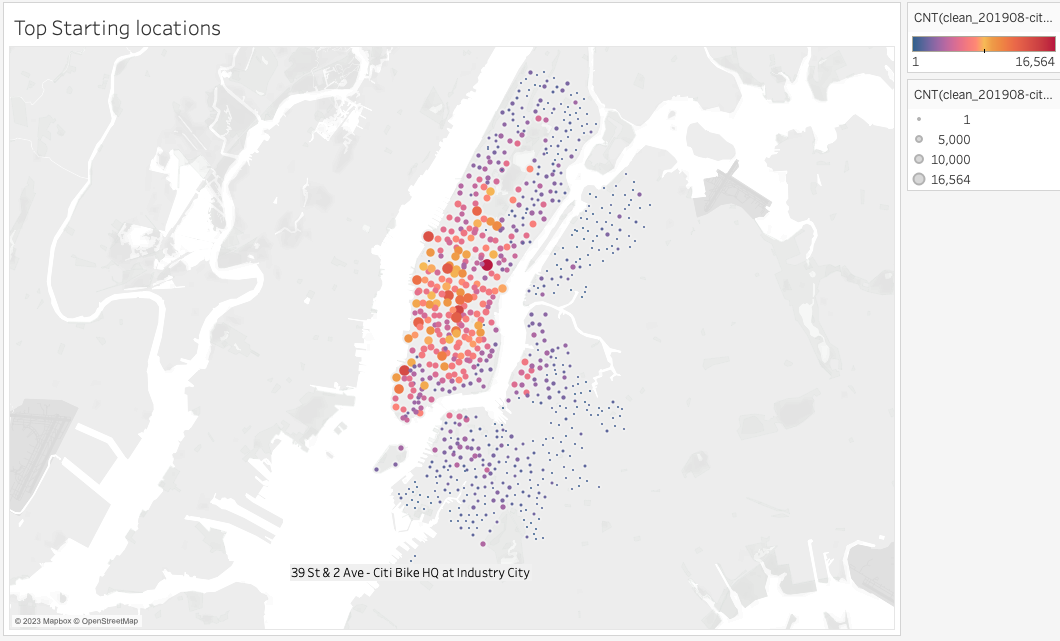 Top Starting locations
39 St & 2 Ave - Citi Bike HQ at Industry City
© 2023 Mapbox © OpenStreetMap
CNT(clean_201908-cit...
1 16,564
CNT(clean_201908-cit...
1
5,000
10,000
16,564